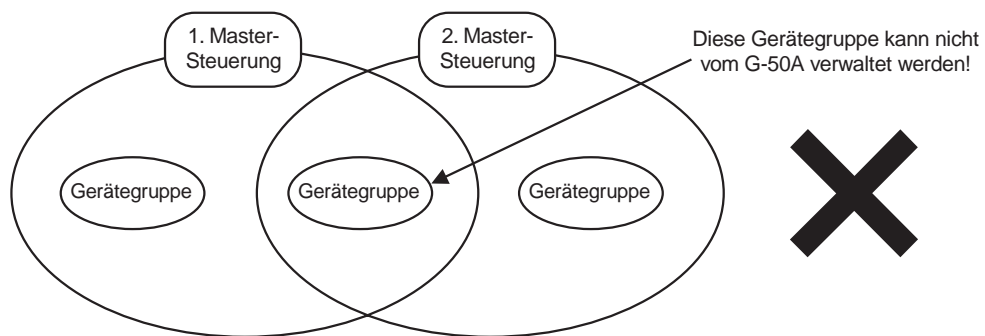 1. Master-
Steuerung
2. Master-
Steuerung
Diese Gerätegruppe kann nicht
vom G-50A verwaltet werden!
Gerätegruppe
Gerätegruppe
Gerätegruppe